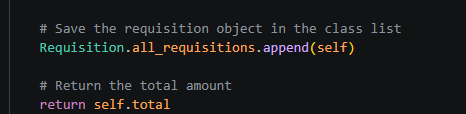 # Save the requisition object in the class list
Requisition.all_requisitions.append(self)
# Return the total amount
return self.total